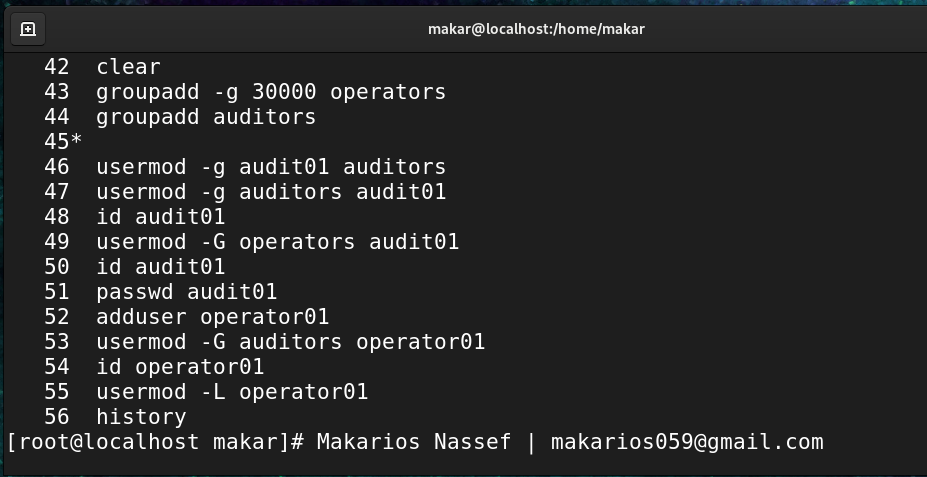 makar@localhost:/home/makar
42 clear
43 groupadd -g 30000 operators
44 groupadd auditors
45*
46 usermod -g audit01 auditors
47 usermod -g auditors audit01
48 id audit01
49 usermod -G operators audit01
50 id audit01
51 passwd audit01
52 adduser operator01
53 usermod -G auditors operator01
54 id operator01
55 usermod -L operator01
56 history
[root@localhost makar]# Makarios Nassef | makarios059@gmail.com